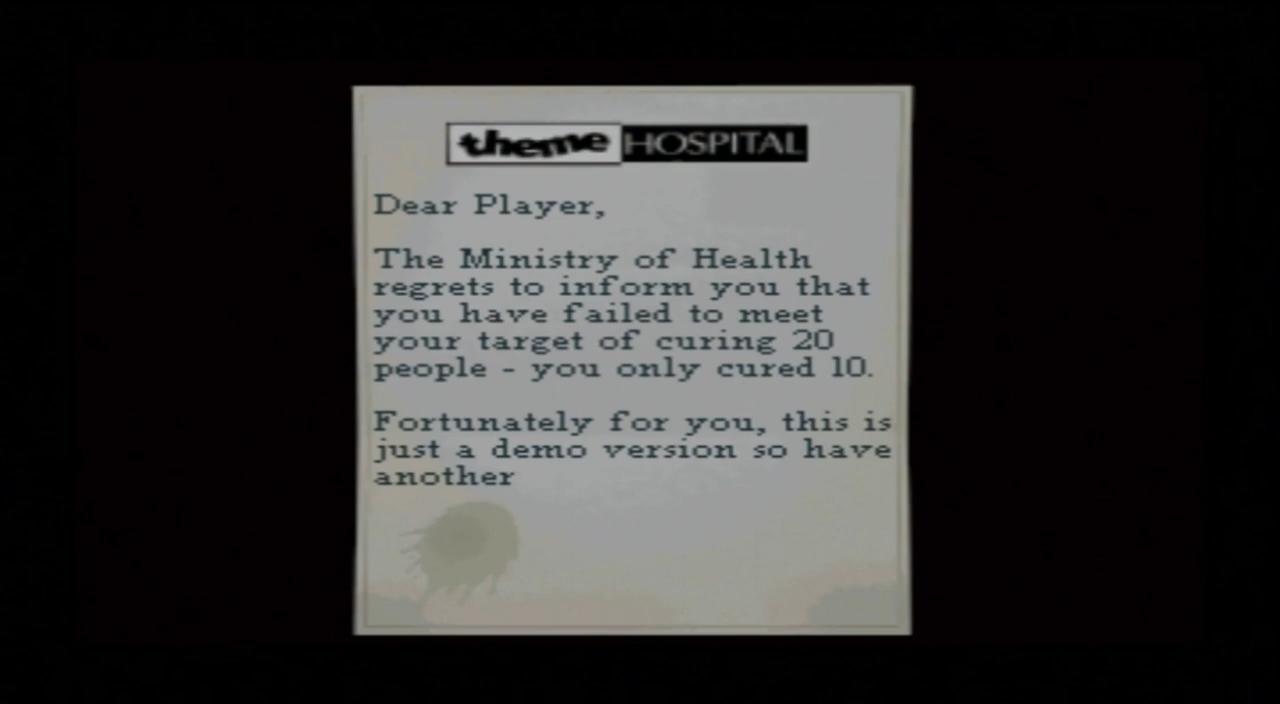 theme HOSPITAL
Dear Player,
The Ministry of Health
regrets to inform you that
you have failed to meet
your target of curing 20
people - you only cured 10.
Fortunately for you, this is
just a demo version so have
another